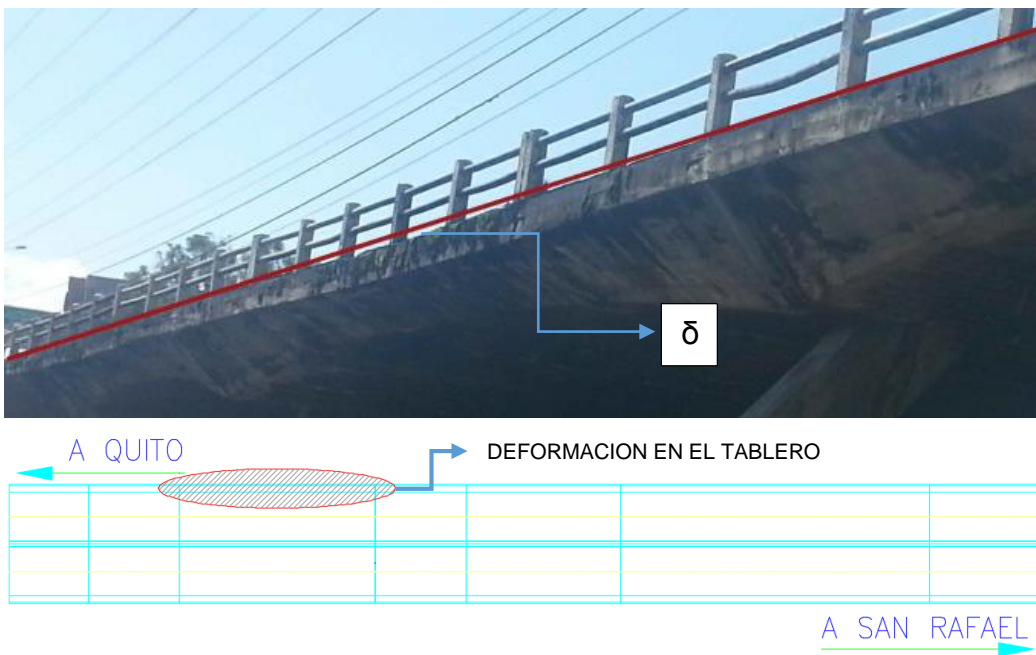 δ
A QUITO
DEFORMACION EN EL TABLERO
A SAN RAFAEL